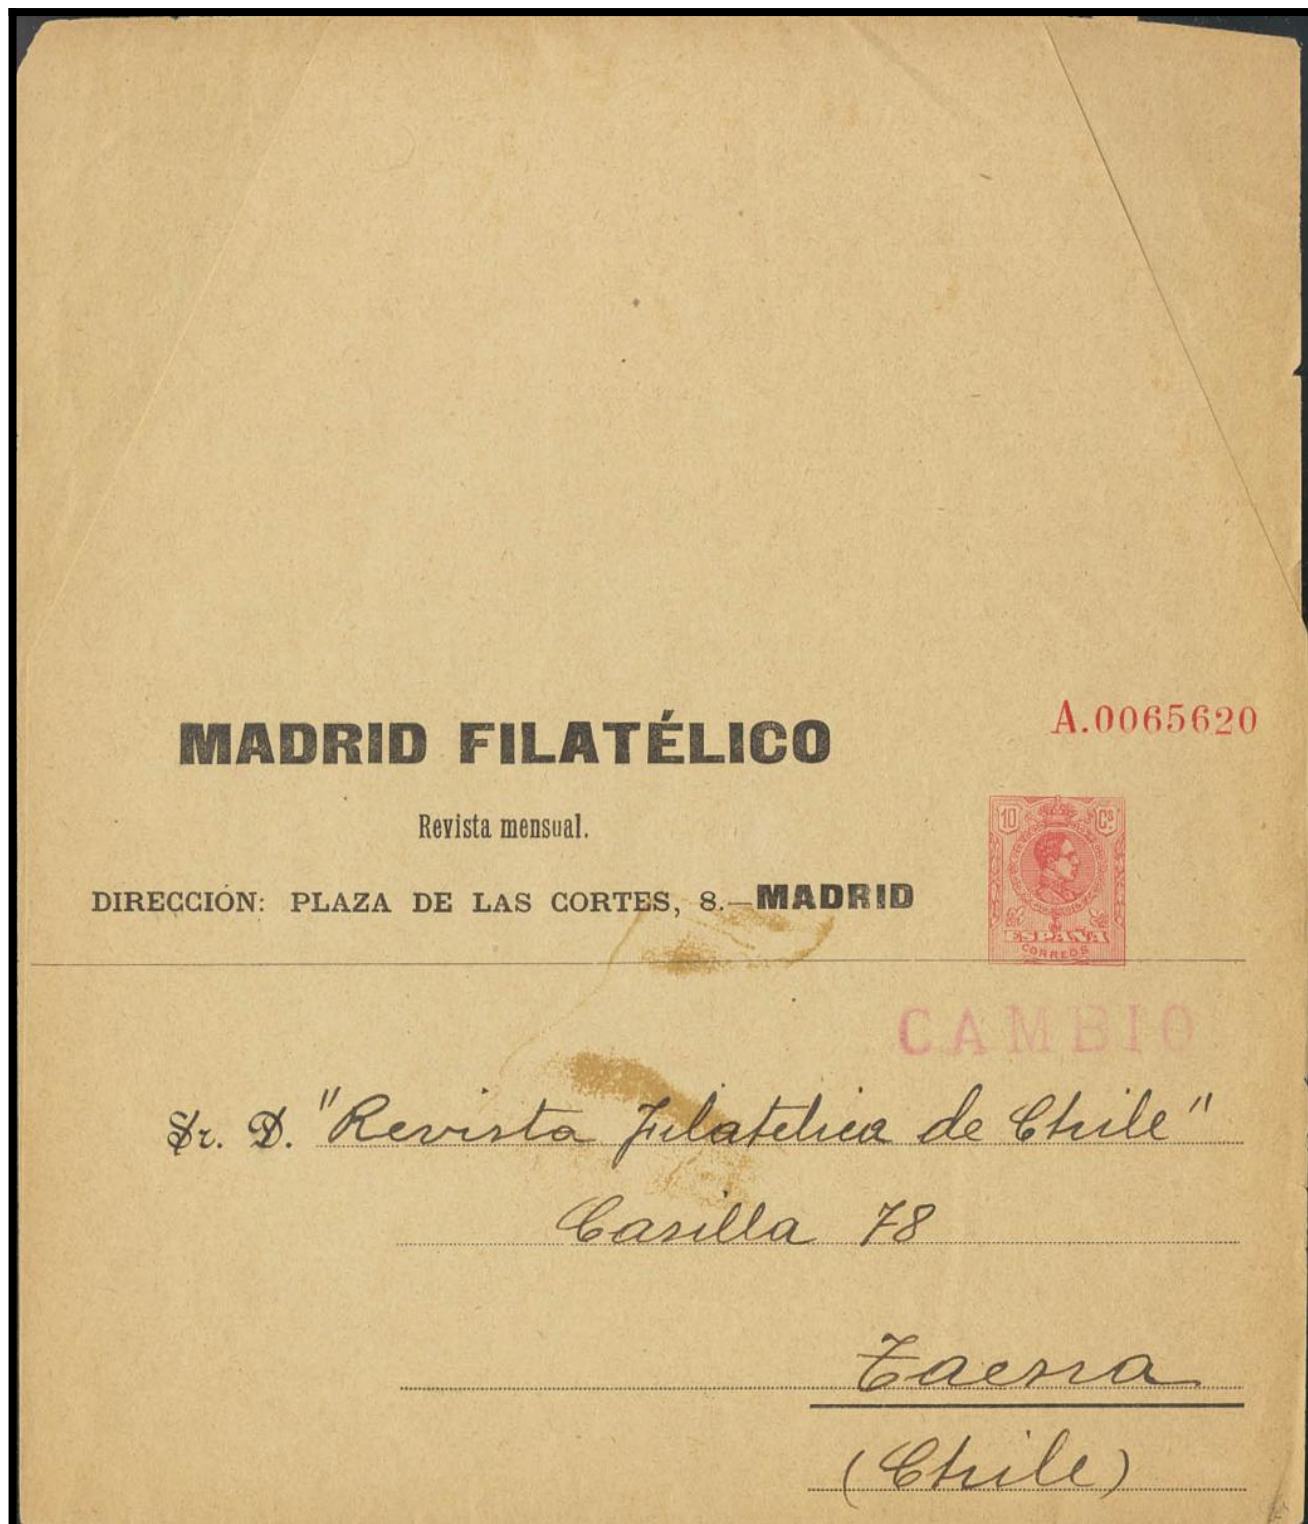 MADRID FILATÉLICO
A.0065620
Revista mensual.
10 Cs.
DIRECCIÓN: PLAZA DE LAS CORTES, 8.—MADRID
ESPAÑA
CORREOS
CAMBIO
Sr. D. "Revista Filatelica de Chile"
Casilla 78
Tacna
(Chile)